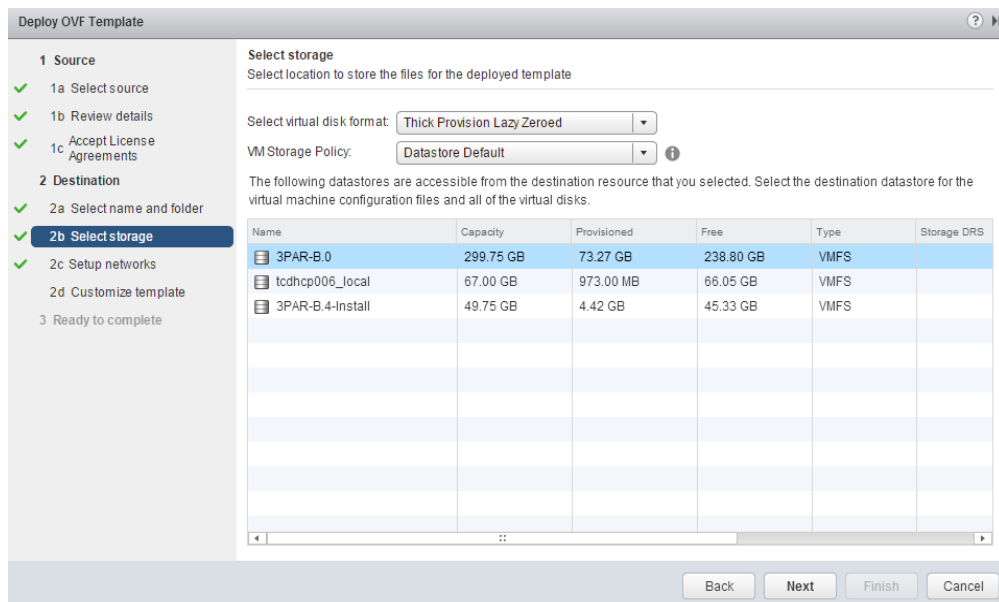 Deploy OVF Template
?
1 Source
1a Select source
1b Review details
1c Accept License
Agreements
2 Destination
2a Select name and folder
2b Select storage
2c Setup networks
2d Customize template
3 Ready to complete
Select storage
Select location to store the files for the deployed template
Select virtual disk format: Thick Provision Lazy Zeroed
VM Storage Policy: Datastore Default
The following datastores are accessible from the destination resource that you selected. Select the destination datastore for the
virtual machine configuration files and all of the virtual disks.
Name Capacity Provisioned Free Type Storage DRS
3PAR-B.0 299.75 GB 73.27 GB 238.80 GB VMFS
tcdhcp006_local 67.00 GB 973.00 MB 66.05 GB VMFS
3PAR-B.4-Install 49.75 GB 4.42 GB 45.33 GB VMFS
Back Next Finish Cancel